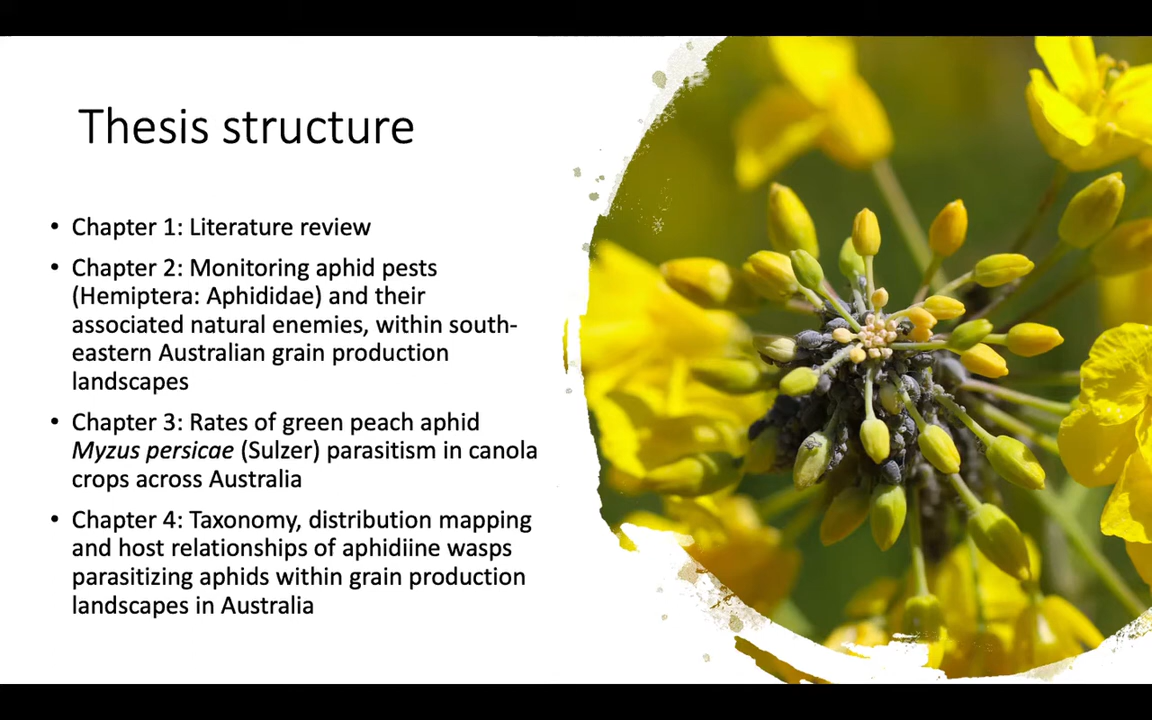 Thesis structure
• Chapter 1: Literature review
• Chapter 2: Monitoring aphid pests
(Hemiptera: Aphididae) and their
associated natural enemies, within south-
eastern Australian grain production
landscapes
• Chapter 3: Rates of green peach aphid
Myzus persicae (Sulzer) parasitism in canola
crops across Australia
• Chapter 4: Taxonomy, distribution mapping
and host relationships of aphidiine wasps
parasitizing aphids within grain production
landscapes in Australia